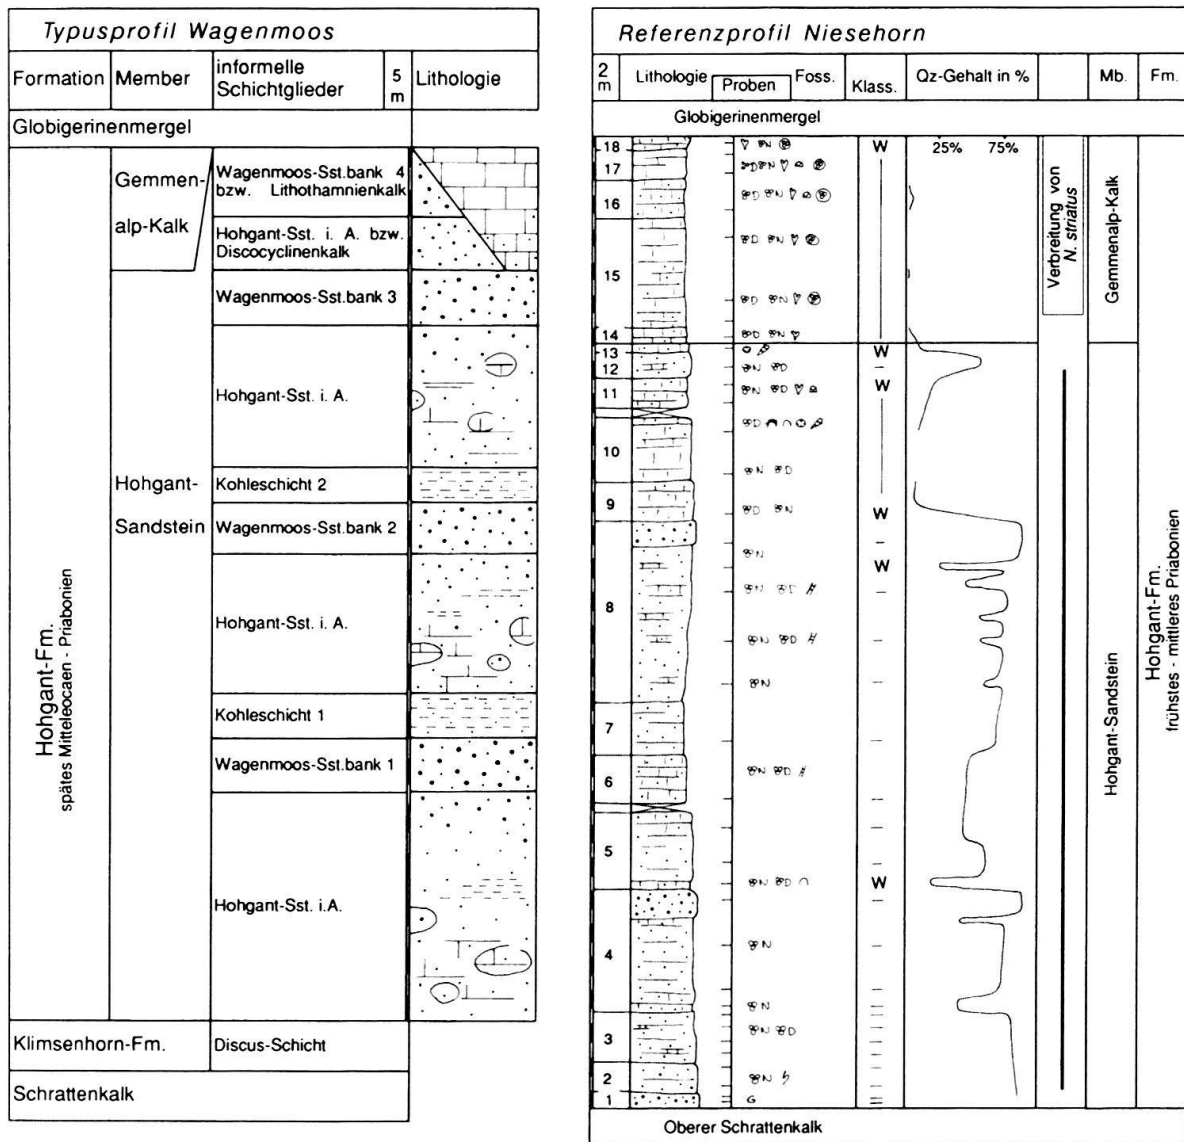 Typusprofil Wagenmoos
Formation
Member
informelle
Schichtglieder
5
m
Lithologie
Globigerinenmergel
Hohgant-Fm.
spätes Mitteleocaen - Priabonien
Gemmen-
alp-Kalk
Hohgant-
Sandstein
Wagenmoos-Sst.bank 4
bzw. Lithothamnienkalk
Hohgant-Sst. i. A. bzw.
Discocyclinenkalk
Wagenmoos-Sst.bank 3
Hohgant-Sst. i. A.
Kohleschicht 2
Wagenmoos-Sst.bank 2
Hohgant-Sst. i. A.
Kohleschicht 1
Wagenmoos-Sst.bank 1
Hohgant-Sst. i.A.
Klimsenhorn-Fm.
Discus-Schicht
Schrattenkalk
Referenzprofil Niesehorn
2
m
Lithologie
Proben
Foss.
Klass.
Qz-Gehalt in %
Mb.
Fm.
Globigerinenmergel
25% 75%
18
N
W
17
D N
16
D N
15
D N
D N
14
D N
13
W
12
N D
11
N D
W
10
D
N D
9
D N
W
8
N
W
N D
N D
N
7
6
N D
5
N D
W
4
N
N
3
N D
2
N
1
G
Verbreitung von
N. striatus
Gemmenalp-Kalk
Hohgant-Sandstein
Hohgant-Fm.
frühstes - mittleres Priabonien
Oberer Schrattenkalk